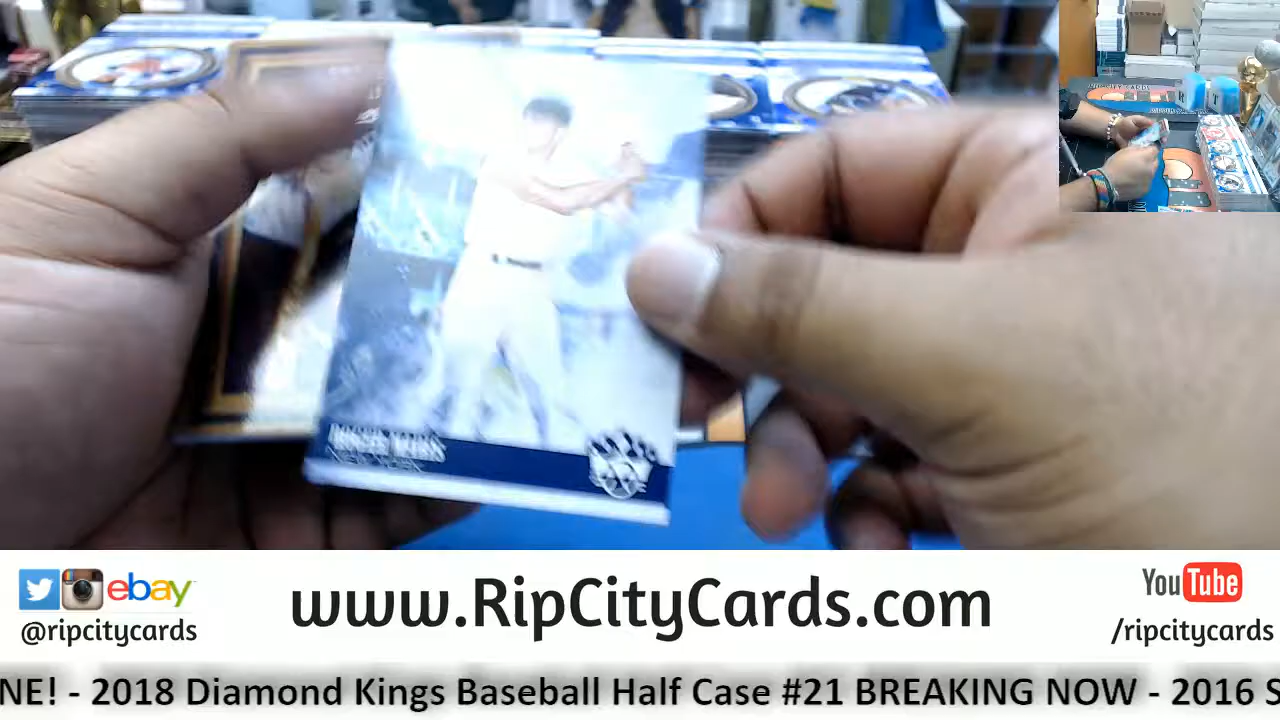 ebay
@ripcitycards
www.RipCityCards.com
YouTube
/ripcitycards
NE! - 2018 Diamond Kings Baseball Half Case #21 BREAKING NOW - 2016 S